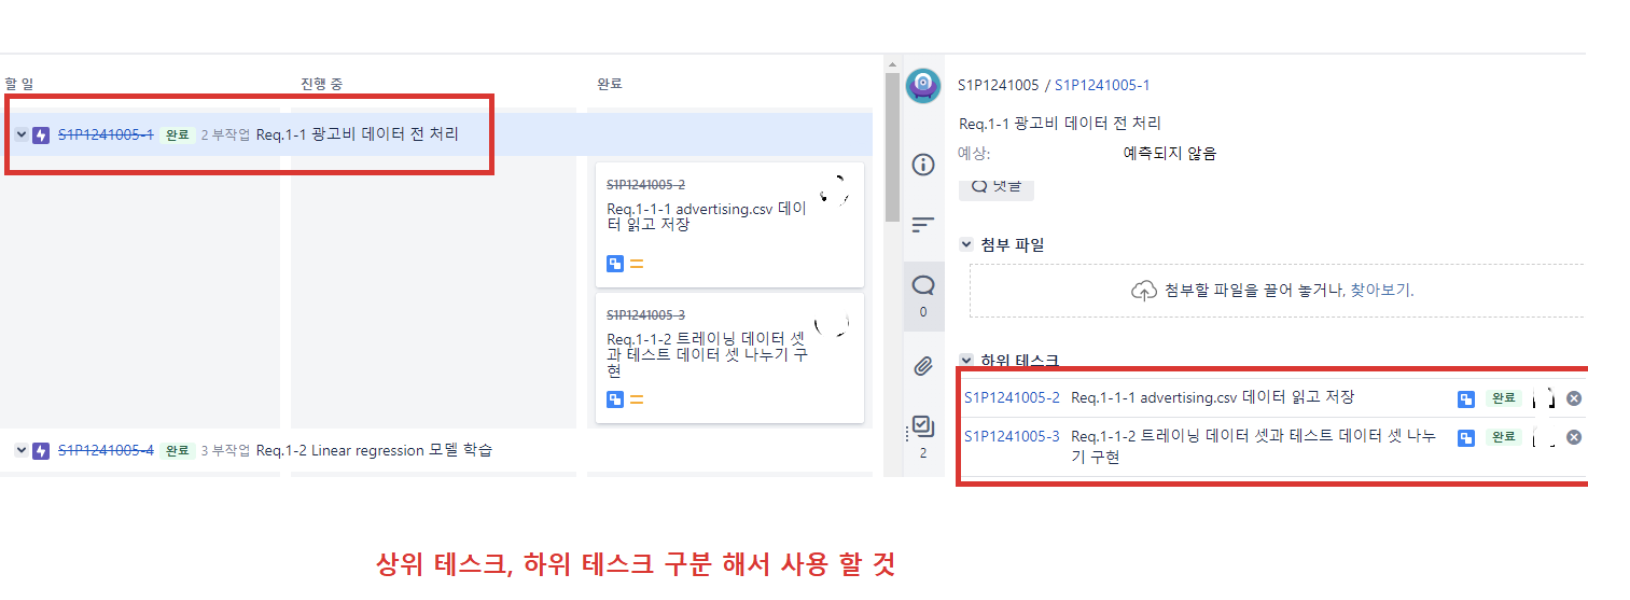 할 일
진행 중
완료
S1P1241005-1 완료 2 부작업 Req.1-1 광고비 데이터 전 처리
S1P1241005-2
Req.1-1-1 advertising.csv 데이
터 읽고 저장
S1P1241005-3
Req.1-1-2 트레이닝 데이터 셋
과 테스트 데이터 셋 나누기 구
현
S1P1241005-4 완료 3 부작업 Req.1-2 Linear regression 모델 학습
0
2
S1P1241005 / S1P1241005-1
Req.1-1 광고비 데이터 전 처리
예상: 예측되지 않음
댓글
첨부 파일
첨부할 파일을 끌어 놓거나, 찾아보기.
하위 테스크
S1P1241005-2 Req.1-1-1 advertising.csv 데이터 읽고 저장 완료
S1P1241005-3 Req.1-1-2 트레이닝 데이터 셋과 테스트 데이터 셋 나누 완료
기 구현
상위 테스크, 하위 테스크 구분 해서 사용 할 것